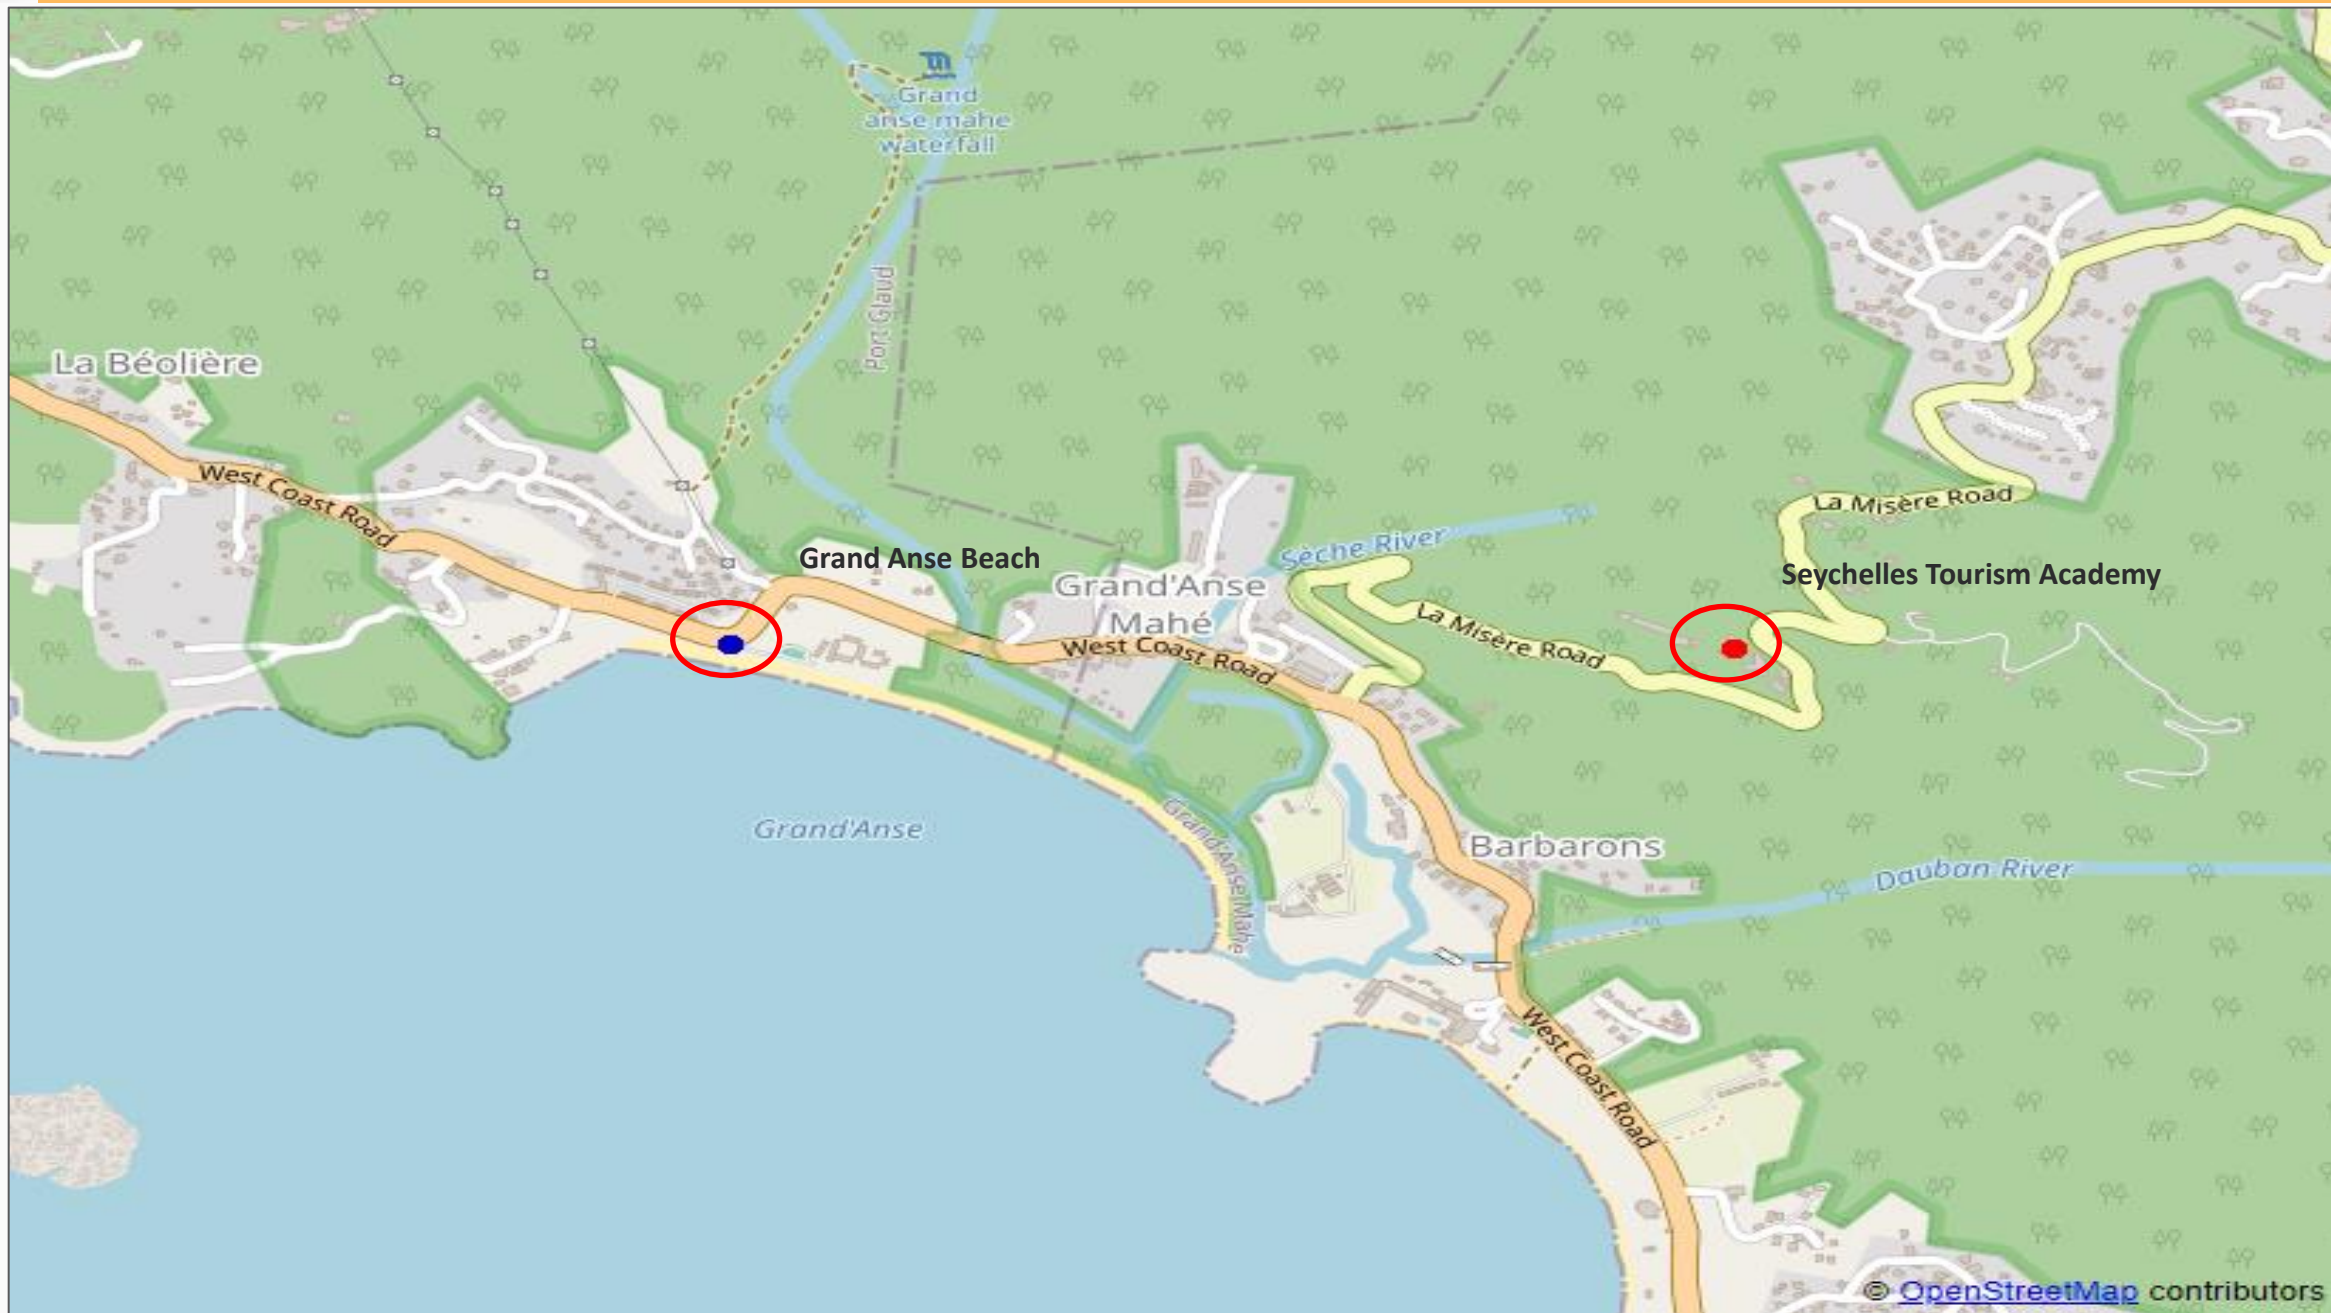 Grand
anse mahe
waterfall
Port Glaud
La Béolière
West Coast Road
Grand Anse Beach
Grand'Anse
Mahé
Sèche River
La Misère Road
La Misère Road
Seychelles Tourism Academy
West Coast Road
Grand'Anse
Grand'Anse Mahe
Barbarons
Dauban River
West Coast Road
© OpenStreetMap contributors